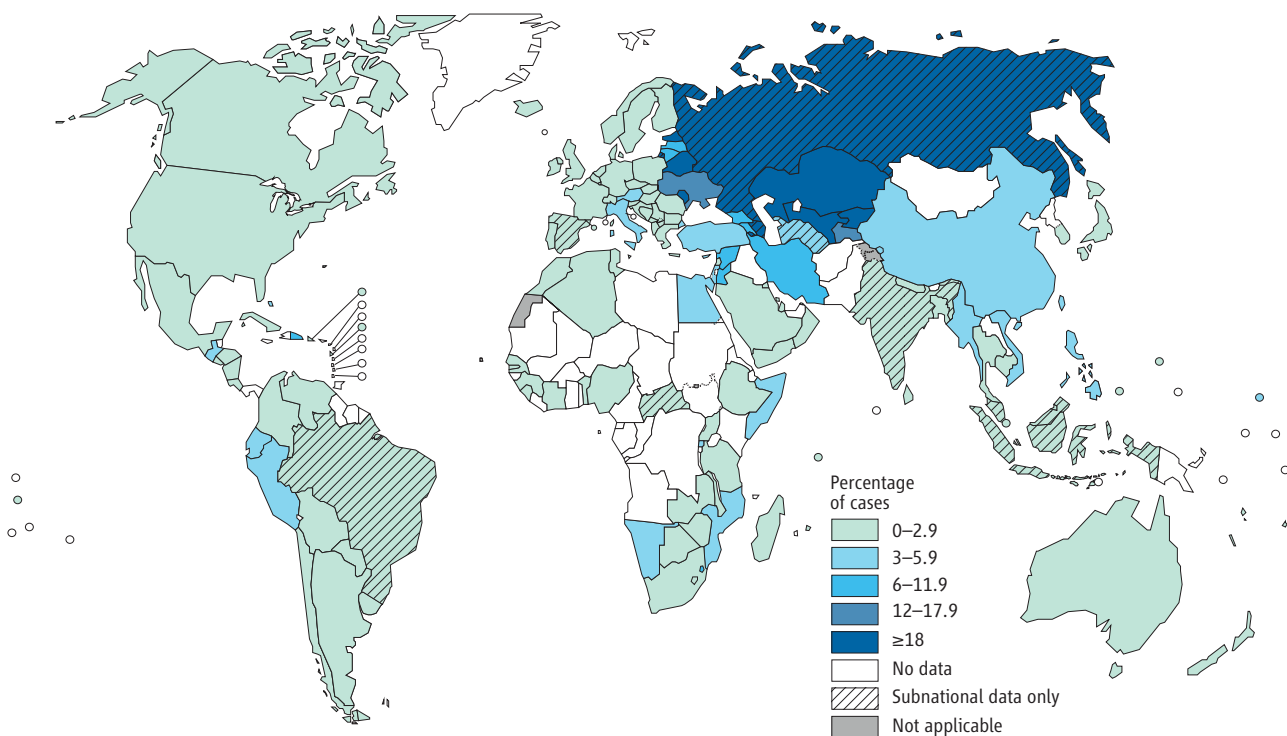 Percentage
of cases
0–2.9
3–5.9
6–11.9
12–17.9
≥18
No data
Subnational data only
Not applicable